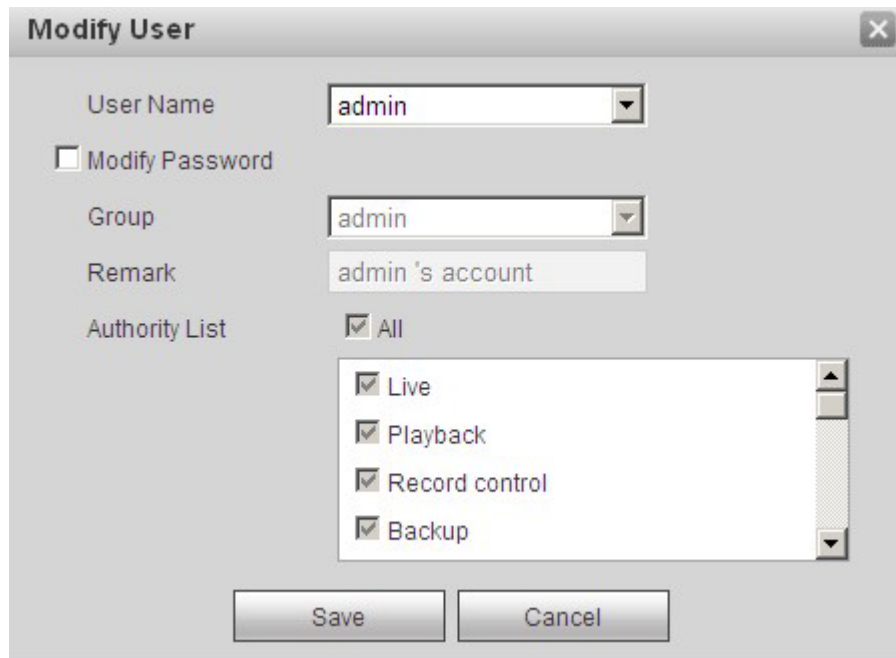 Modify User
User Name admin
Modify Password
Group admin
Remark admin 's account
Authority List All
Live
Playback
Record control
Backup
Save Cancel